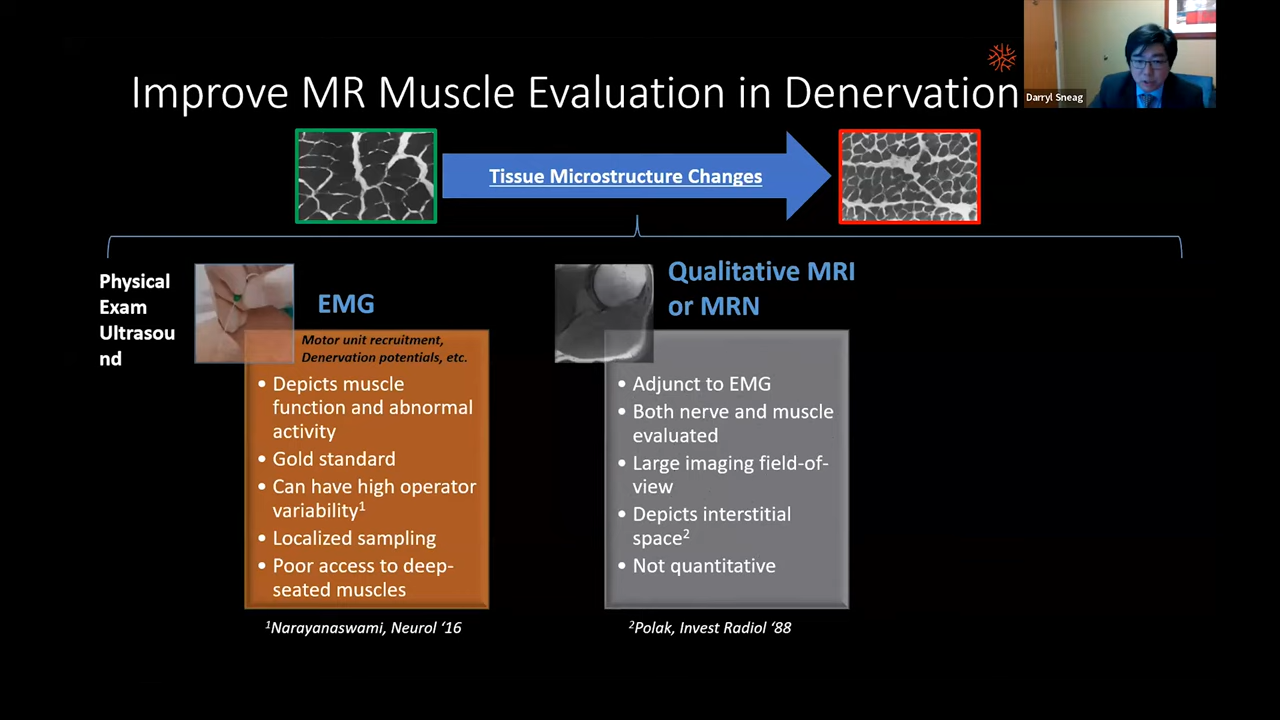 Improve MR Muscle Evaluation in Denervation
Darryl Sneag
Tissue Microstructure Changes
Physical
Exam
Ultrasou
nd
EMG
Motor unit recruitment,
Denervation potentials, etc.
• Depicts muscle
function and abnormal
activity
• Gold standard
• Can have high operator
variability¹
• Localized sampling
• Poor access to deep-
seated muscles
¹Narayanaswami, Neurol ‘16
Qualitative MRI
or MRN
• Adjunct to EMG
• Both nerve and muscle
evaluated
• Large imaging field-of-
view
• Depicts interstitial
space²
• Not quantitative
²Polak, Invest Radiol ‘88